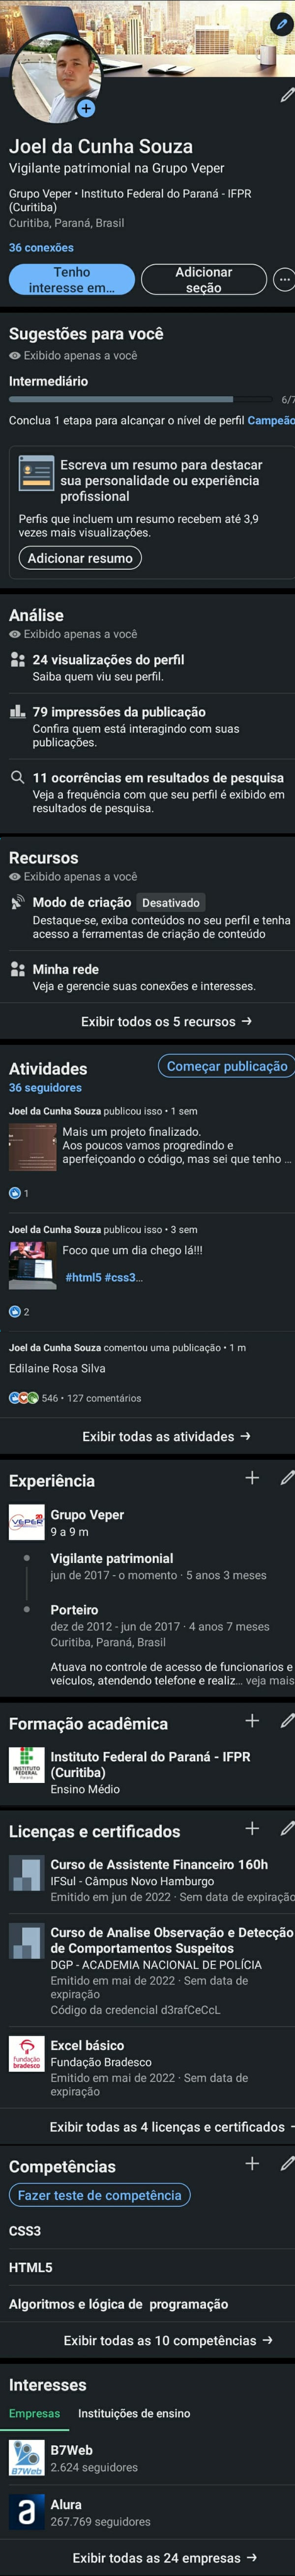 Joel da Cunha Souza
Vigilante patrimonial na Grupo Veper
Grupo Veper • Instituto Federal do Paraná - IFPR
(Curitiba)
Curitiba, Paraná, Brasil
36 conexões
Tenho
interesse em...
Adicionar
seção
Sugestões para você
Exibido apenas a você
Intermediário
6/7
Conclua 1 etapa para alcançar o nível de perfil Campeão
Escreva um resumo para destacar
sua personalidade ou experiência
profissional
Perfis que incluem um resumo recebem até 3,9
vezes mais visualizações.
Adicionar resumo
Análise
Exibido apenas a você
24 visualizações do perfil
Saiba quem viu seu perfil.
79 impressões da publicação
Confira quem está interagindo com suas
publicações.
11 ocorrências em resultados de pesquisa
Veja a frequência com que seu perfil é exibido em
resultados de pesquisa.
Recursos
Exibido apenas a você
Modo de criação Desativado
Destaque-se, exiba conteúdos no seu perfil e tenha
acesso a ferramentas de criação de conteúdo
Minha rede
Veja e gerencie suas conexões e interesses.
Exibir todos os 5 recursos →
Atividades
Começar publicação
36 seguidores
Joel da Cunha Souza publicou isso • 1 sem
Mais um projeto finalizado.
Aos poucos vamos progredindo e
aperfeiçoando o código, mas sei que tenho ...
1
Joel da Cunha Souza publicou isso • 3 sem
Foco que um dia chego lá!!!
#html5 #css3...
2
Joel da Cunha Souza comentou uma publicação • 1 m
Edilaine Rosa Silva
546 • 127 comentários
Exibir todas as atividades →
Experiência
VEPER
Grupo Veper
9 a 9 m
Vigilante patrimonial
jun de 2017 - o momento · 5 anos 3 meses
Porteiro
dez de 2012 - jun de 2017 · 4 anos 7 meses
Curitiba, Paraná, Brasil
Atuava no controle de acesso de funcionarios e
veículos, atendendo telefone e realiz... veja mais
Formação acadêmica
INSTITUTO
FEDERAL
Paraná
Instituto Federal do Paraná - IFPR
(Curitiba)
Ensino Médio
Licenças e certificados
Curso de Assistente Financeiro 160h
IFSul - Câmpus Novo Hamburgo
Emitido em jun de 2022 · Sem data de expiração
Curso de Analise Observação e Detecção
de Comportamentos Suspeitos
DGP - ACADEMIA NACIONAL DE POLÍCIA
Emitido em mai de 2022 · Sem data de
expiração
Código da credencial d3rafCeCcL
fundação
bradesco
Excel básico
Fundação Bradesco
Emitido em mai de 2022 · Sem data de
expiração
Exibir todas as 4 licenças e certificados
Competências
Fazer teste de competência
CSS3
HTML5
Algoritmos e lógica de programação
Exibir todas as 10 competências →
Interesses
Empresas
Instituições de ensino
B7Web
B7Web
2.624 seguidores
a
Alura
267.769 seguidores
Exibir todas as 24 empresas →